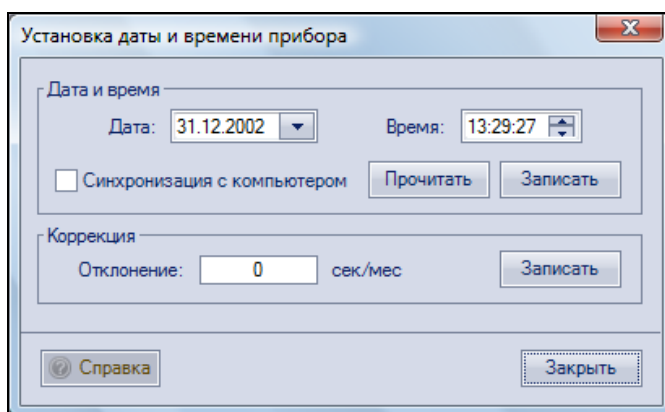 Установка даты и времени прибора
Дата и время
Дата: 31.12.2002 Время: 13:29:27
Синхронизация с компьютером Прочитать Записать
Коррекция
Отклонение: 0 сек/мес Записать
Справка Закрыть